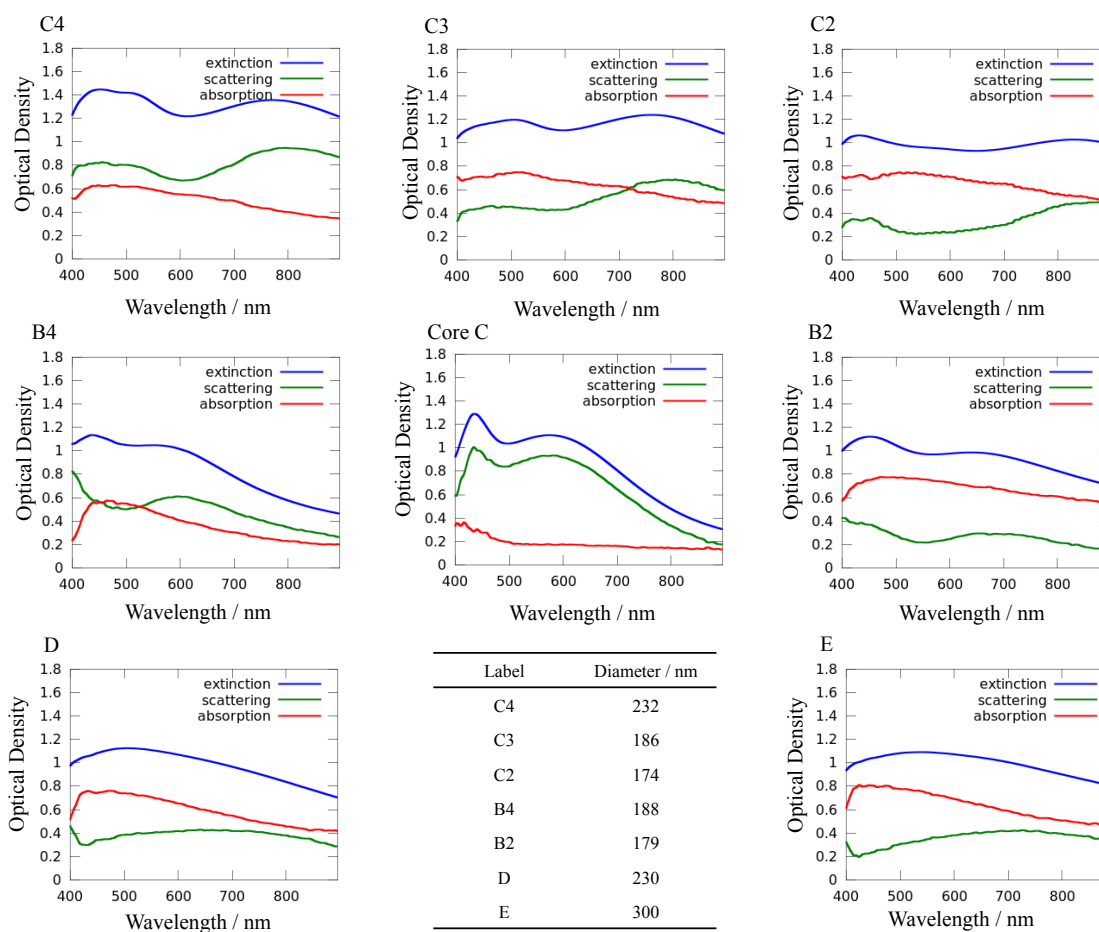 C4
1.8
1.6
1.4
1.2
1
0.8
0.6
0.4
0.2
0
400 500 600 700 800
extinction
scattering
absorption
Optical Density
Wavelength / nm
C3
1.8
1.6
1.4
1.2
1
0.8
0.6
0.4
0.2
0
400 500 600 700 800
extinction
scattering
absorption
Optical Density
Wavelength / nm
C2
1.8
1.6
1.4
1.2
1
0.8
0.6
0.4
0.2
0
400 500 600 700 800
extinction
scattering
absorption
Optical Density
Wavelength / nm
B4
1.8
1.6
1.4
1.2
1
0.8
0.6
0.4
0.2
0
400 500 600 700 800
extinction
scattering
absorption
Optical Density
Wavelength / nm
Core C
1.8
1.6
1.4
1.2
1
0.8
0.6
0.4
0.2
0
400 500 600 700 800
extinction
scattering
absorption
Optical Density
Wavelength / nm
B2
1.8
1.6
1.4
1.2
1
0.8
0.6
0.4
0.2
0
400 500 600 700 800
extinction
scattering
absorption
Optical Density
Wavelength / nm
D
1.8
1.6
1.4
1.2
1
0.8
0.6
0.4
0.2
0
400 500 600 700 800
extinction
scattering
absorption
Optical Density
Wavelength / nm
Label Diameter / nm
C4 232
C3 186
C2 174
B4 188
B2 179
D 230
E 300
E
1.8
1.6
1.4
1.2
1
0.8
0.6
0.4
0.2
0
400 500 600 700 800
extinction
scattering
absorption
Optical Density
Wavelength / nm